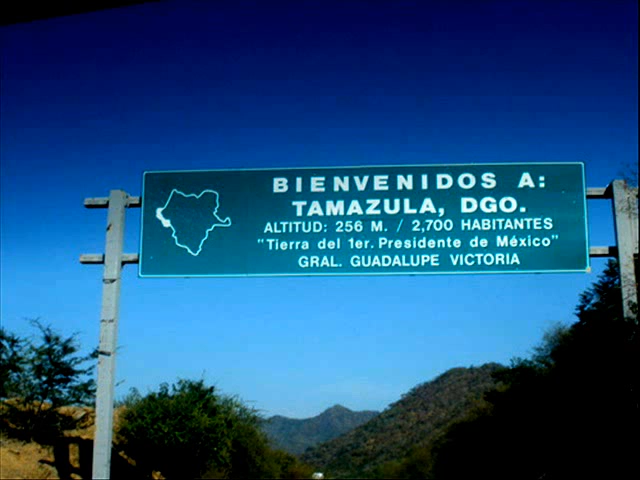 BIENVENIDOS A:
TAMAZULA, DGO.
ALTITUD: 256 M. / 2,700 HABITANTES
"Tierra del 1er. Presidente de México"
GRAL. GUADALUPE VICTORIA